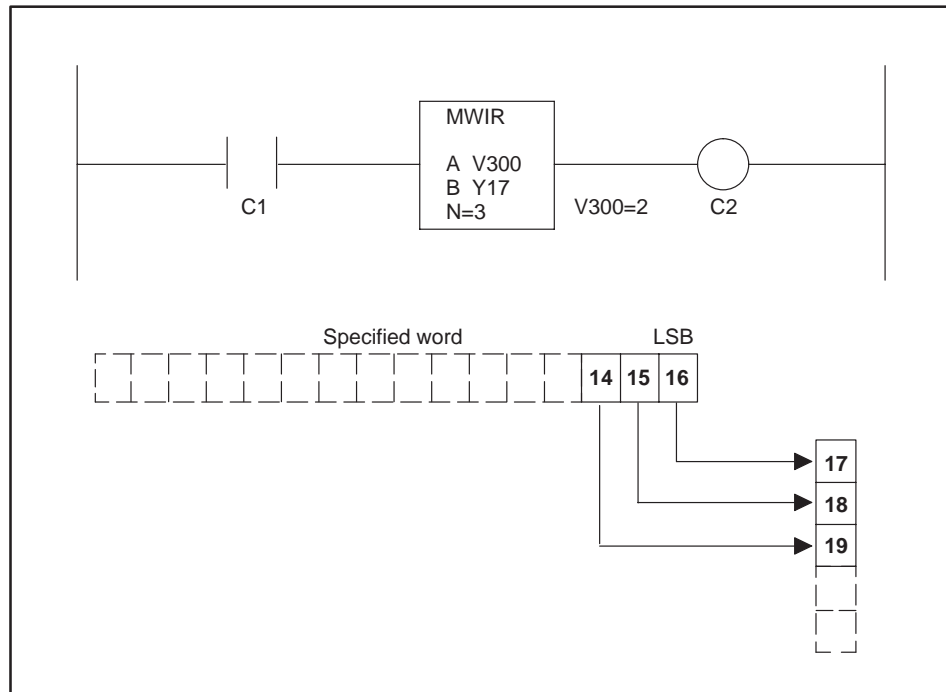 MWIR
A V300
B Y17
N=3
C1
V300=2
C2
Specified word
LSB
14 15 16
17
18
19